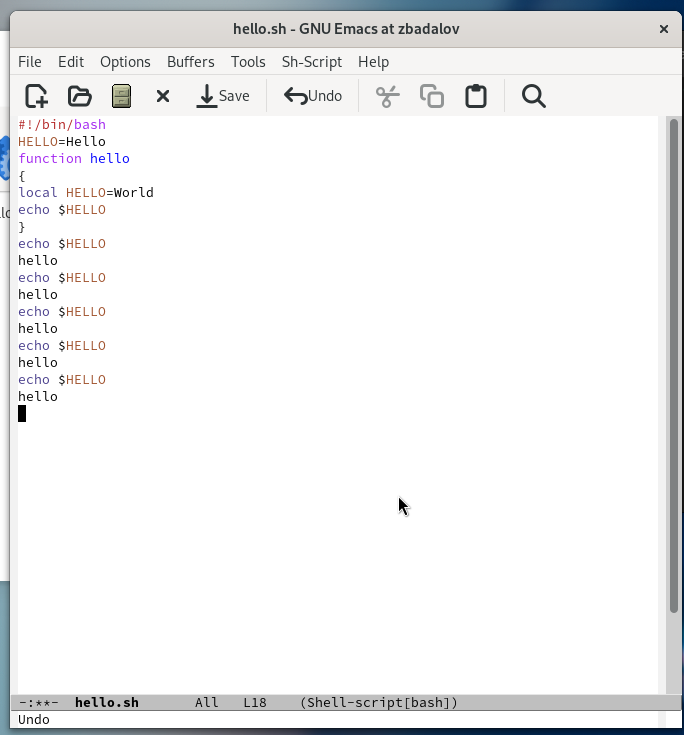 hello.sh - GNU Emacs at zbadalov
File Edit Options Buffers Tools Sh-Script Help
Save Undo
#!/bin/bash
HELLO=Hello
function hello
{
local HELLO=World
echo $HELLO
}
echo $HELLO
hello
echo $HELLO
hello
echo $HELLO
hello
echo $HELLO
hello
echo $HELLO
hello
-:**- hello.sh All L18 (Shell-script[bash])
Undo